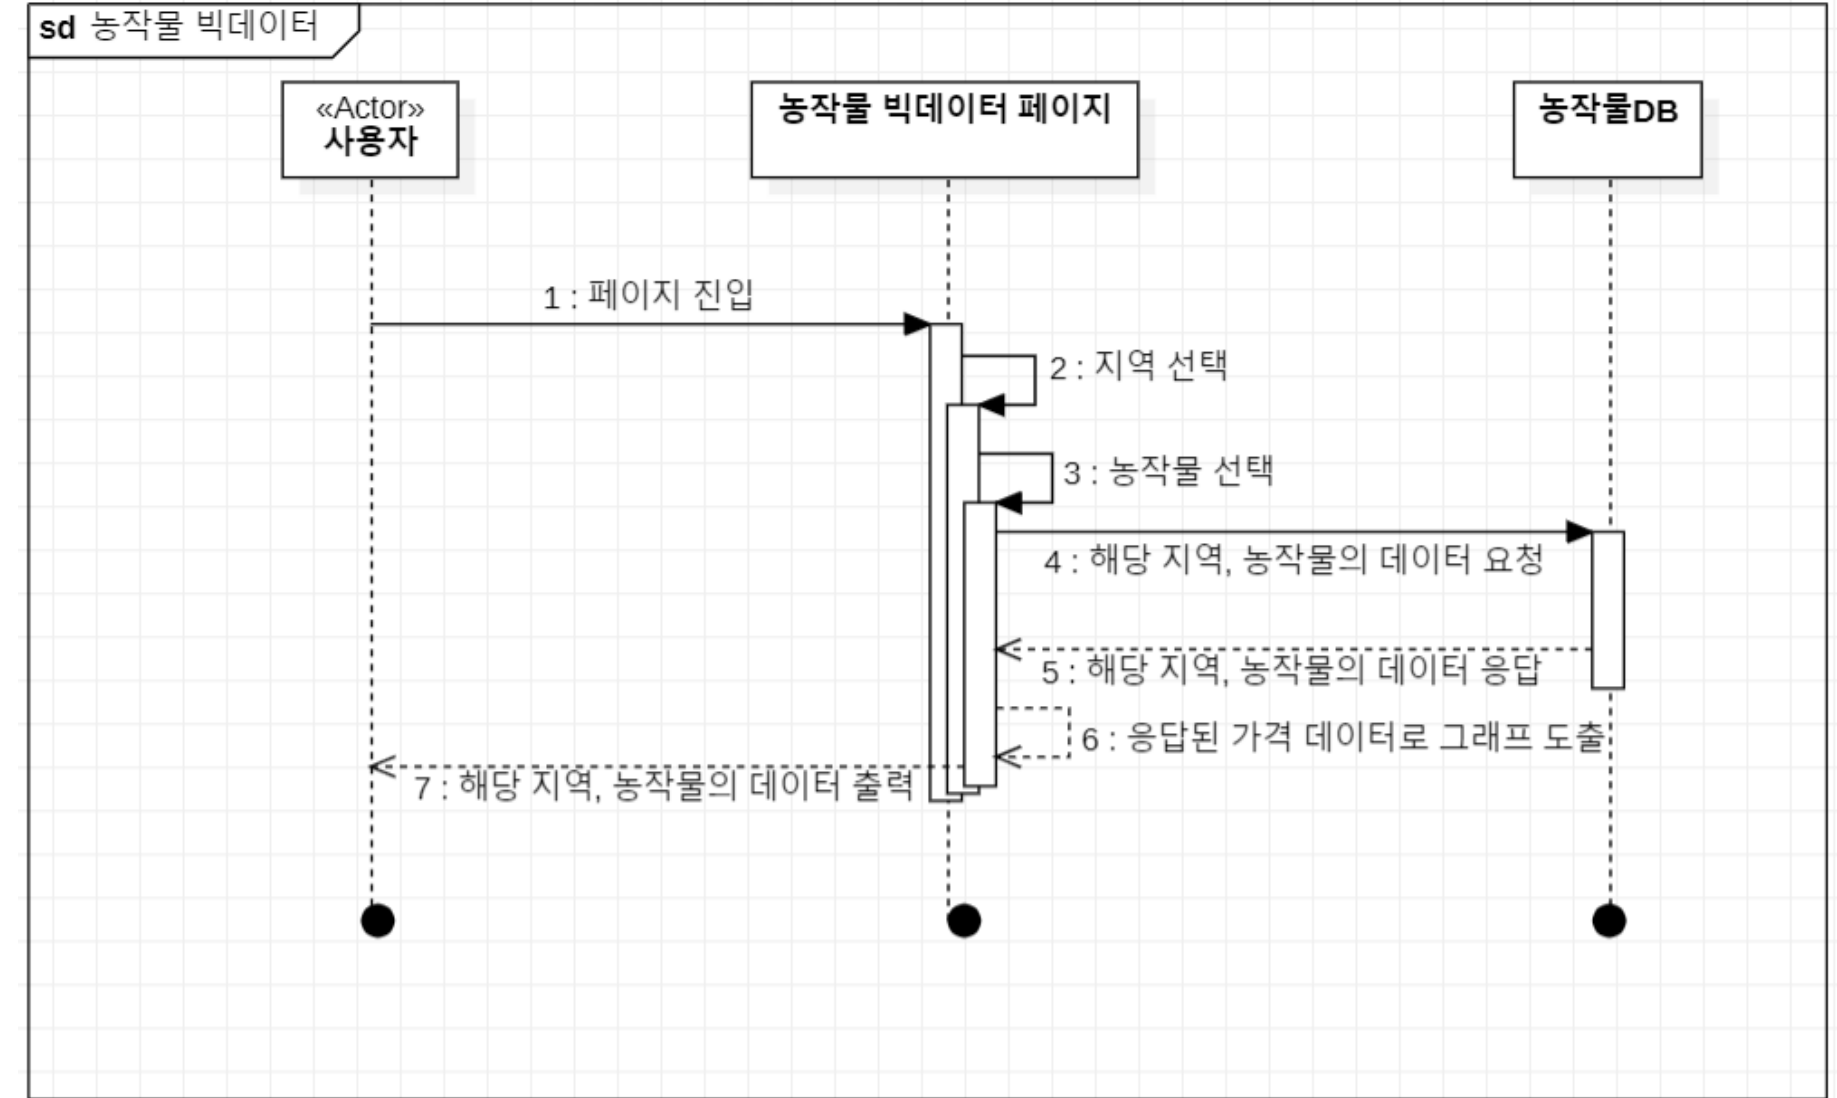 sd 농작물 빅데이터
«Actor»
사용자
농작물 빅데이터 페이지
농작물DB
1 : 페이지 진입
2 : 지역 선택
3 : 농작물 선택
4 : 해당 지역, 농작물의 데이터 요청
5 : 해당 지역, 농작물의 데이터 응답
6 : 응답된 가격 데이터로 그래프 도출
7 : 해당 지역, 농작물의 데이터 출력